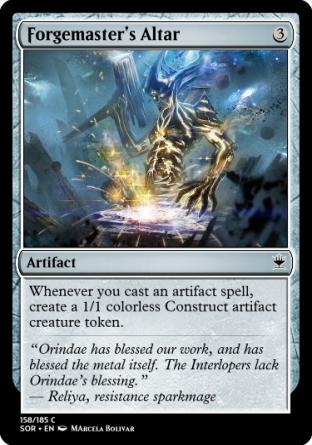 Forgemaster's Altar 3
Artifact
Whenever you cast an artifact spell,
create a 1/1 colorless Construct artifact
creature token.
“Orindae has blessed our work, and has
blessed the metal itself. The Interlopers lack
Orindae's blessing.”
— Reliya, resistance sparkmage
158/185 C
SOR • EN Marcela Bolivar